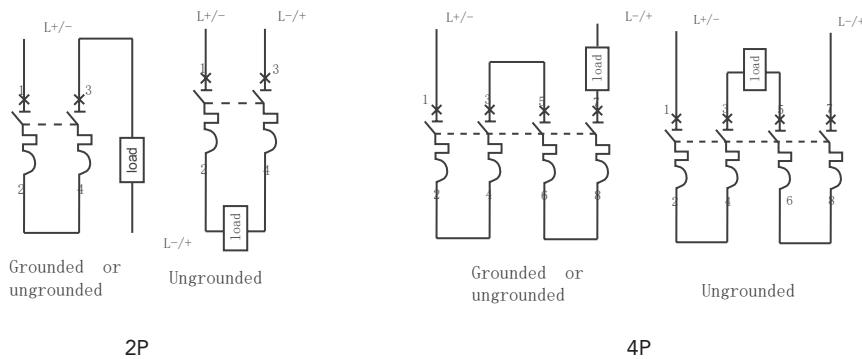 L+/-
1
3
2
4
load
L-/+
Grounded or
ungrounded
L+/-
L-/+
1
3
2
4
load
Ungrounded
2P
L+/-
L-/+
1
3
5
7
load
2
4
6
8
Grounded or
ungrounded
L+/-
L-/+
load
1
3
5
7
2
4
6
8
Ungrounded
4P